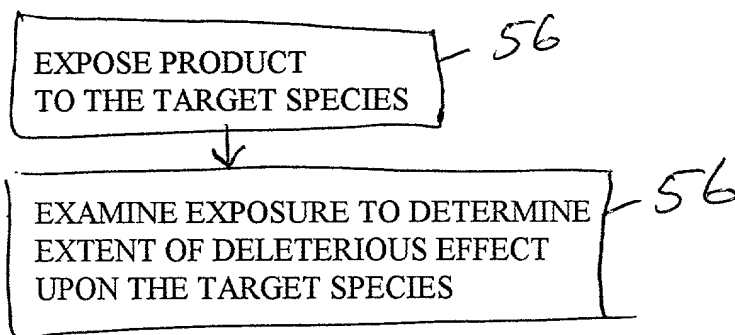 EXPOSE PRODUCT
TO THE TARGET SPECIES
56
EXAMINE EXPOSURE TO DETERMINE
EXTENT OF DELETERIOUS EFFECT
UPON THE TARGET SPECIES
56